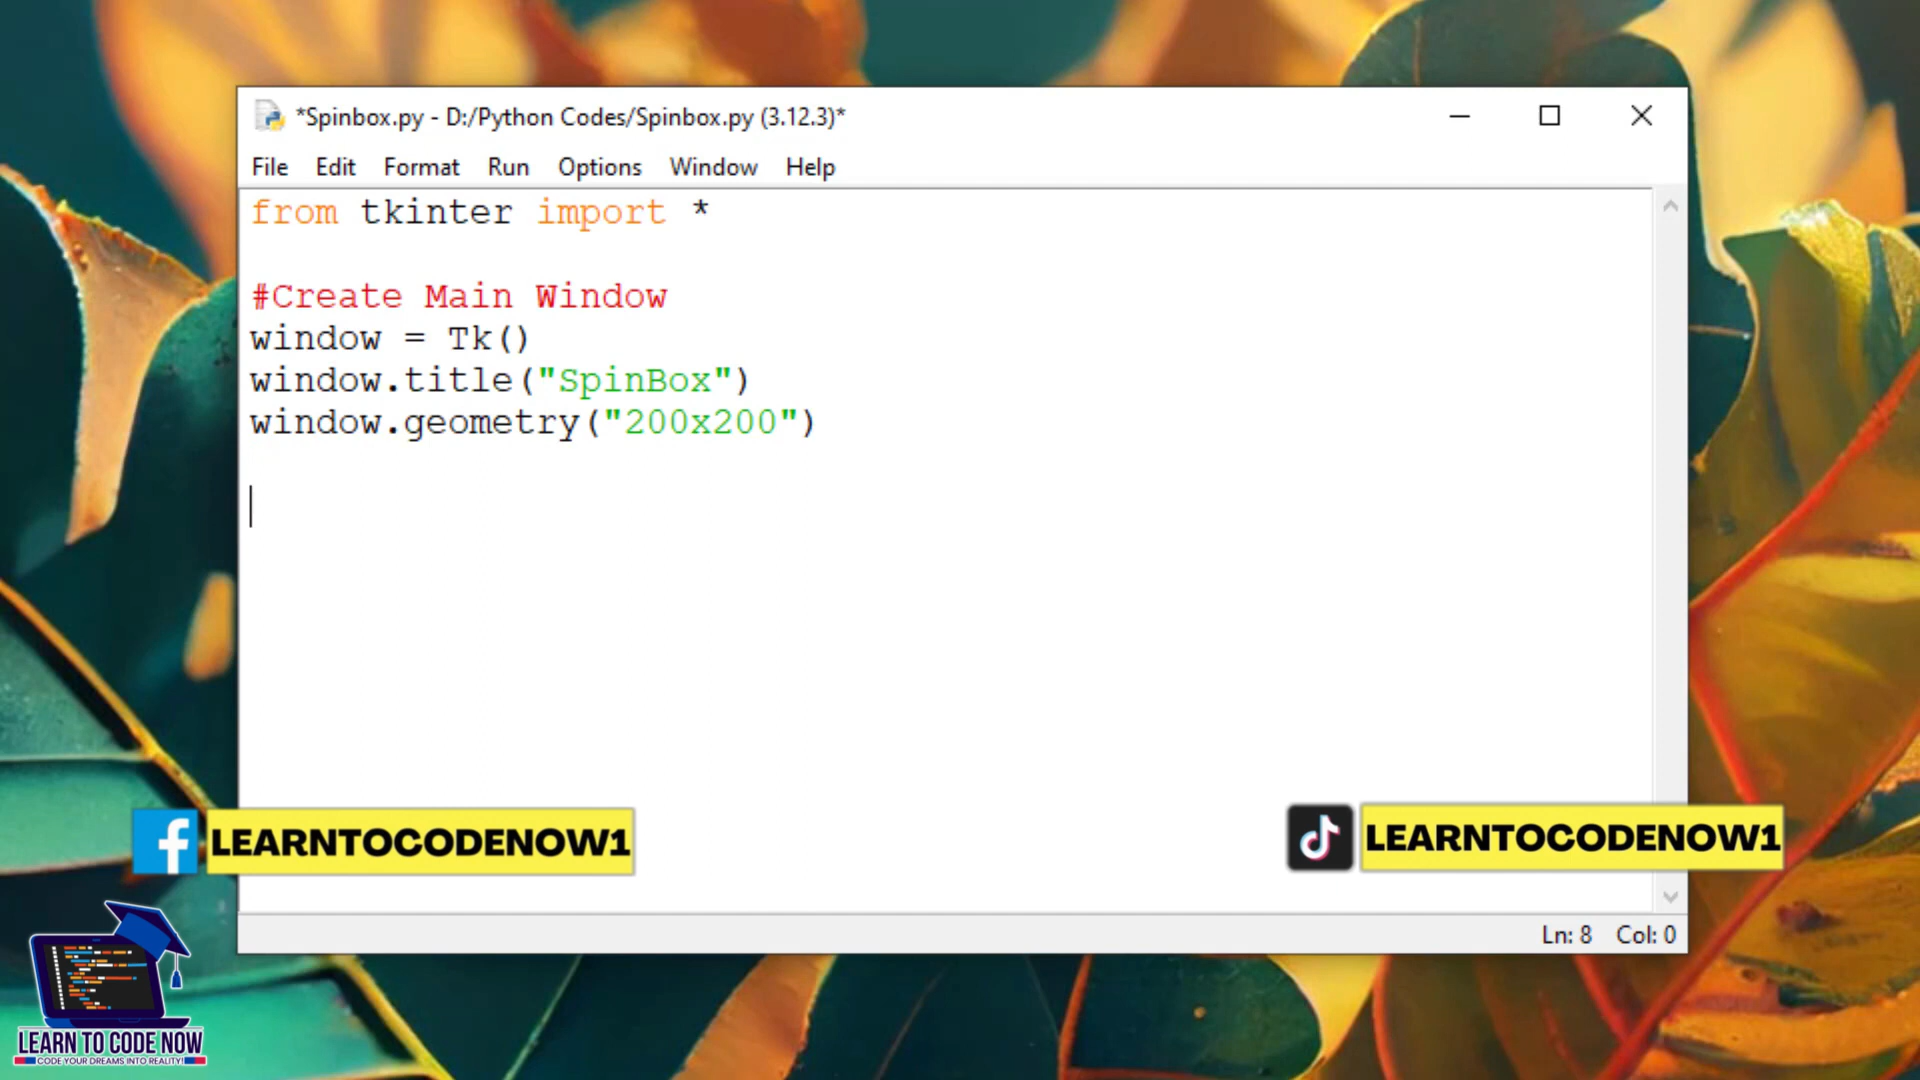 *Spinbox.py - D:/Python Codes/Spinbox.py (3.12.3)*
File Edit Format Run Options Window Help
from tkinter import *
#Create Main Window
window = Tk()
window.title("SpinBox")
window.geometry("200x200")
LEARNTOCODENOW1
LEARNTOCODENOW1
Ln: 8 Col: 0
LEARN TO CODE NOW
CODE YOUR DREAMS INTO REALITY!